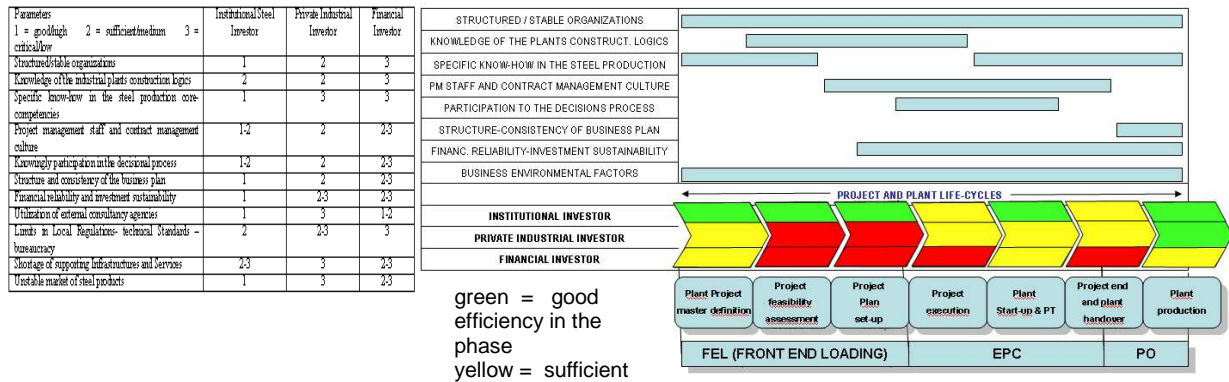 Parameters
1 = good/high 2 = sufficient/medium 3 =
critical/low
Institutional Steel
Investor
Private Industrial
Investor
Financial
Investor
Structured/stable organizations 1 2 3
Knowledge of the industrial plants construction logics 2 2 3
Specific know-how in the steel production core-
competencies 1 3 3
Project management staff and contract management
culture 1-2 2 2-3
Knowingly participation in the decisional process 1-2 2 2-3
Structure and consistency of the business plan 1 2 2-3
Financial reliability and investment sustainability 1 2-3 2-3
Utilization of external consultancy agencies 1 3 1-2
Limits in Local Regulations- technical Standards –
bureaucracy 2 2-3 3
Shortage of supporting Infrastructures and Services 2-3 3 2-3
Unstable market of steel products 1 3 2-3
STRUCTURED / STABLE ORGANIZATIONS
KNOWLEDGE OF THE PLANTS CONSTRUCT. LOGICS
SPECIFIC KNOW-HOW IN THE STEEL PRODUCTION
PM STAFF AND CONTRACT MANAGEMENT CULTURE
PARTICIPATION TO THE DECISIONS PROCESS
STRUCTURE-CONSISTENCY OF BUSINESS PLAN
FINANC. RELIABILITY-INVESTMENT SUSTAINABILITY
BUSINESS ENVIRONMENTAL FACTORS
PROJECT AND PLANT LIFE-CYCLES
INSTITUTIONAL INVESTOR
PRIVATE INDUSTRIAL INVESTOR
FINANCIAL INVESTOR
green = good
efficiency in the
phase
yellow = sufficient
Plant Project
master definition
Project
feasibility
assessment
Project
Plan
set-up
Project
execution
Plant
Start-up & PT
Project end
and plant
handover
Plant
production
FEL (FRONT END LOADING) EPC PO